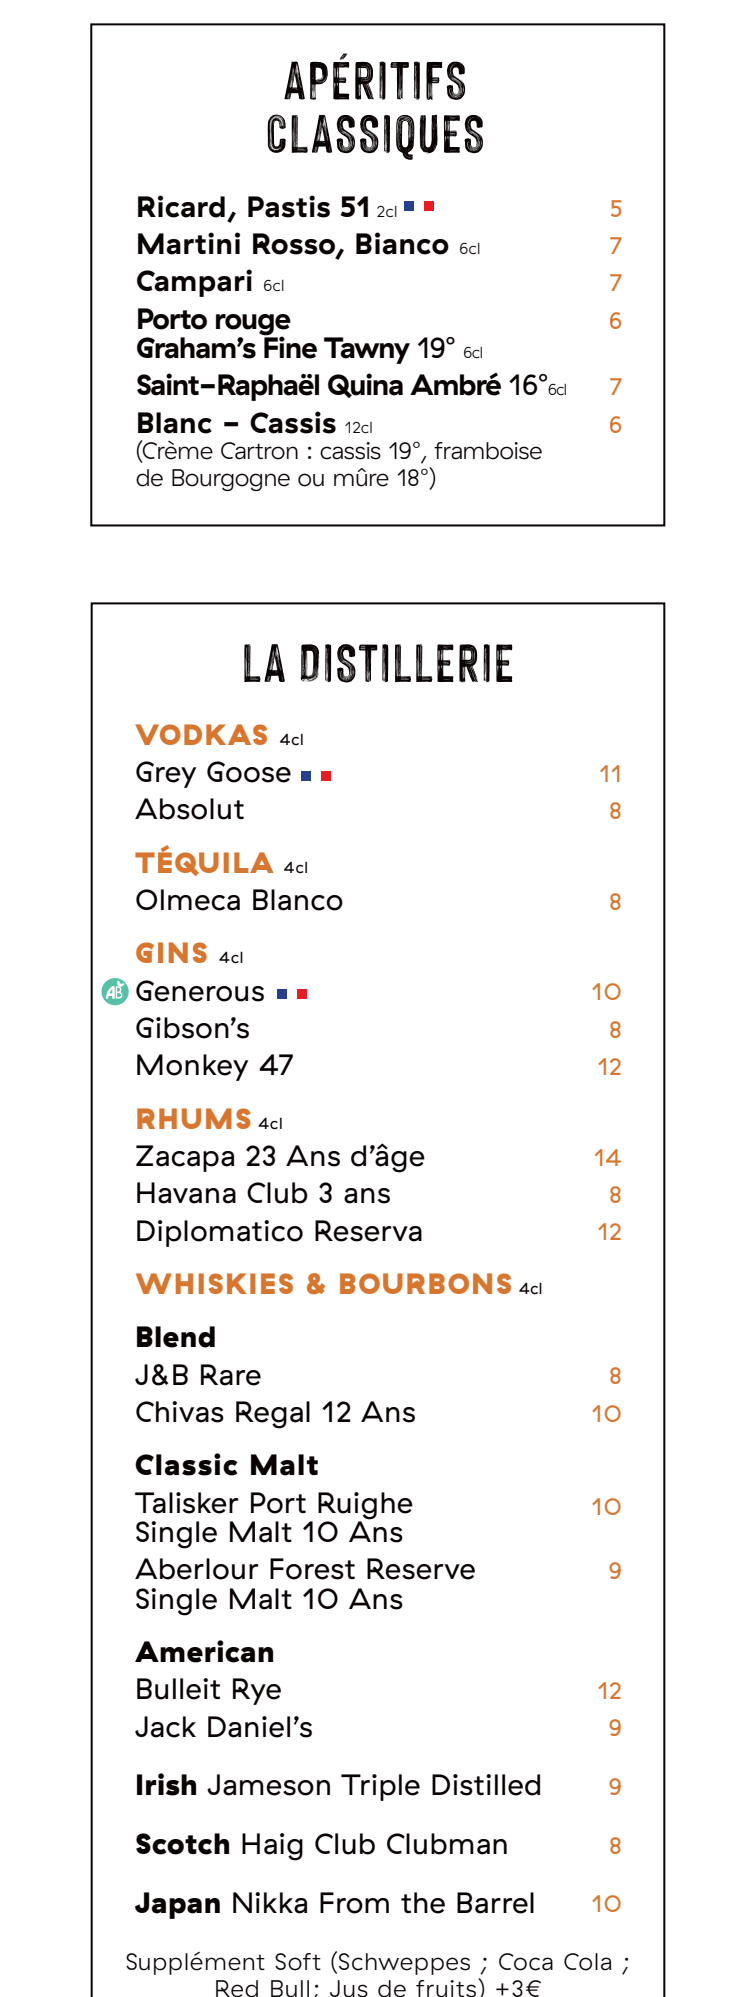 APÉRITIFS
CLASSIQUES
Ricard, Pastis 51 2cl 5
Martini Rosso, Bianco 6cl 7
Campari 6cl 7
Porto rouge 6
Graham's Fine Tawny 19° 6cl
Saint-Raphaël Quina Ambré 16° 6cl 7
Blanc - Cassis 12cl 6
(Crème Cartron : cassis 19°, framboise
de Bourgogne ou mûre 18°)
LA DISTILLERIE
VODKAS 4cl
Grey Goose 11
Absolut 8
TÉQUILA 4cl
Olmeca Blanco 8
GINS 4cl
AB Generous 10
Gibson's 8
Monkey 47 12
RHUMS 4cl
Zacapa 23 Ans d'âge 14
Havana Club 3 ans 8
Diplomatico Reserva 12
WHISKIES & BOURBONS 4cl
Blend
J&B Rare 8
Chivas Regal 12 Ans 10
Classic Malt
Talisker Port Ruighe 10
Single Malt 10 Ans
Aberlour Forest Reserve 9
Single Malt 10 Ans
American
Bulleit Rye 12
Jack Daniel's 9
Irish Jameson Triple Distilled 9
Scotch Haig Club Clubman 8
Japan Nikka From the Barrel 10
Supplément Soft (Schweppes ; Coca Cola ;
Red Bull; Jus de fruits) +3€